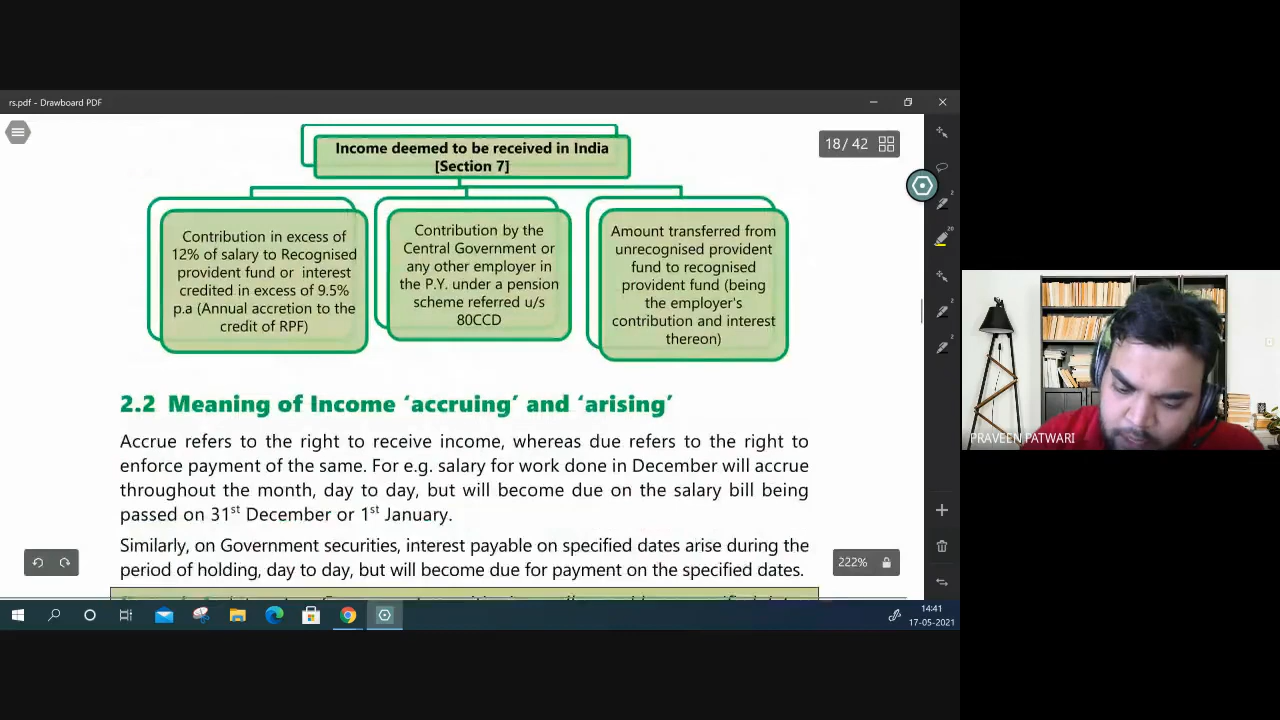 rs.pdf - Drawboard PDF
18 / 42
Income deemed to be received in India
[Section 7]
Contribution in excess of
12% of salary to Recognised
provident fund or interest
credited in excess of 9.5%
p.a (Annual accretion to the
credit of RPF)
Contribution by the
Central Government or
any other employer in
the P.Y. under a pension
scheme referred u/s
80CCD
Amount transferred from
unrecognised provident
fund to recognised
provident fund (being
the employer's
contribution and interest
thereon)
2.2 Meaning of Income ‘accruing’ and ‘arising’
Accrue refers to the right to receive income, whereas due refers to the right to
enforce payment of the same. For e.g. salary for work done in December will accrue
throughout the month, day to day, but will become due on the salary bill being
passed on 31st December or 1st January.
Similarly, on Government securities, interest payable on specified dates arise during the
period of holding, day to day, but will become due for payment on the specified dates.
222%
2
20
2
2
PRAVEEN PATWARI
14:41
17-05-2021